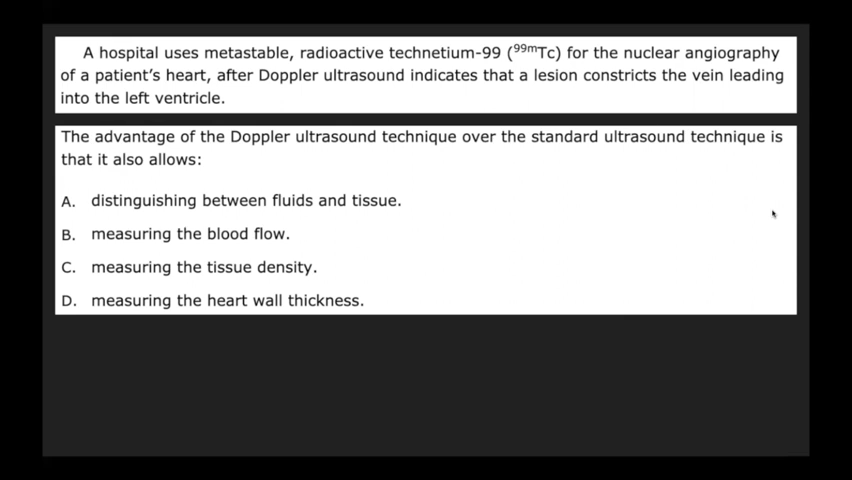 A hospital uses metastable, radioactive technetium-99 (⁹⁹ᵐTc) for the nuclear angiography
of a patient's heart, after Doppler ultrasound indicates that a lesion constricts the vein leading
into the left ventricle.
The advantage of the Doppler ultrasound technique over the standard ultrasound technique is
that it also allows:
A. distinguishing between fluids and tissue.
B. measuring the blood flow.
C. measuring the tissue density.
D. measuring the heart wall thickness.